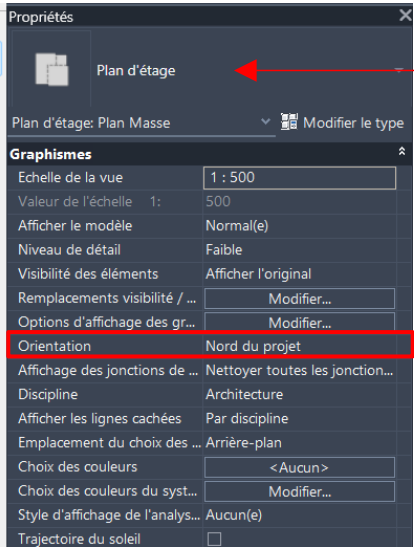 Propriétés
Plan d'étage
Plan d'étage: Plan Masse Modifier le type
Graphismes
Echelle de la vue 1 : 500
Valeur de l'échelle 1: 500
Afficher le modèle Normal(e)
Niveau de détail Faible
Visibilité des éléments Afficher l'original
Remplacements visibilité / ... Modifier...
Options d'affichage des gr... Modifier...
Orientation Nord du projet
Affichage des jonctions de ... Nettoyer toutes les jonction...
Discipline Architecture
Afficher les lignes cachées Par discipline
Emplacement du choix des ... Arrière-plan
Choix des couleurs <Aucun>
Choix des couleurs du syst... Modifier...
Style d'affichage de l'analys... Aucun(e)
Trajectoire du soleil